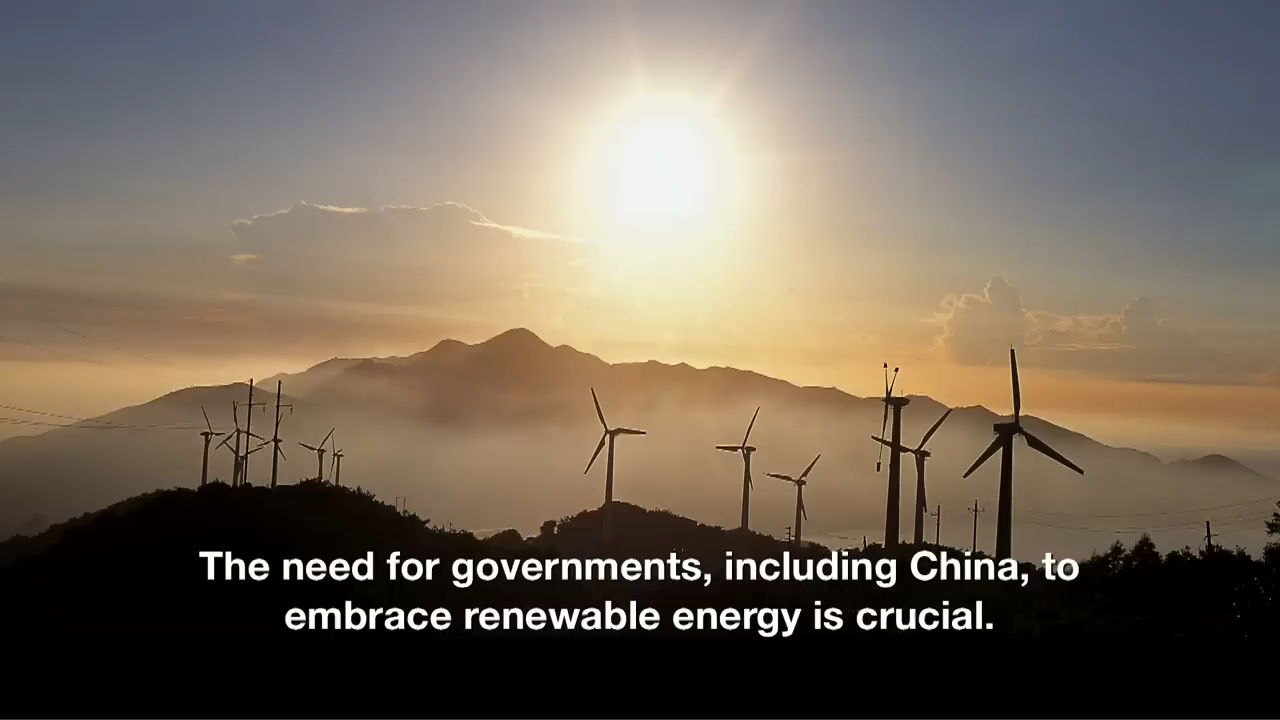 The need for governments, including China, to
embrace renewable energy is crucial.